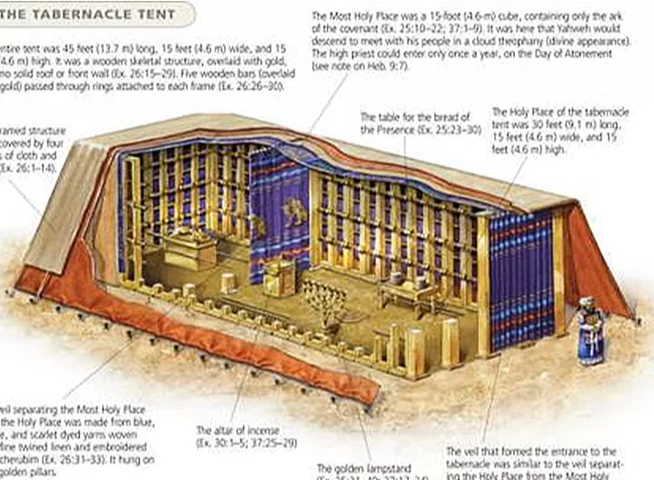 THE TABERNACLE TENT
entire tent was 45 feet (13.7 m) long, 15 feet (4.6 m) wide, and 15
4.6 m) high. It was a wooden skeletal structure, overlaid with gold,
no solid roof or front wall (Ex. 26:15–29). Five wooden bars (overlaid
gold) passed through rings attached to each frame (Ex. 26:26–30).
The Most Holy Place was a 15-foot (4.6-m) cube, containing only the ark
of the covenant (Ex. 25:10–22; 37:1–9). It was here that Yahweh would
descend to meet with his people in a cloud theophany (divine appearance).
The high priest could enter only once a year, on the Day of Atonement
(see note on Heb. 9:7).
ramed structure
covered by four
s of cloth and
(Ex. 26:1–14).
The table for the bread of
the Presence (Ex. 25:23–30)
The Holy Place of the tabernacle
tent was 30 feet (9.1 m) long,
15 feet (4.6 m) wide, and 15
feet (4.6 m) high.
veil separating the Most Holy Place
the Holy Place was made from blue,
e, and scarlet dyed yarns woven
fine twined linen and embroidered
cherubim (Ex. 26:31–33). It hung on
golden pillars.
The altar of incense
(Ex. 30:1–5; 37:25–29)
The golden lampstand
The veil that formed the entrance to the
tabernacle was similar to the veil separat-
ing the Holy Place from the Most Holy